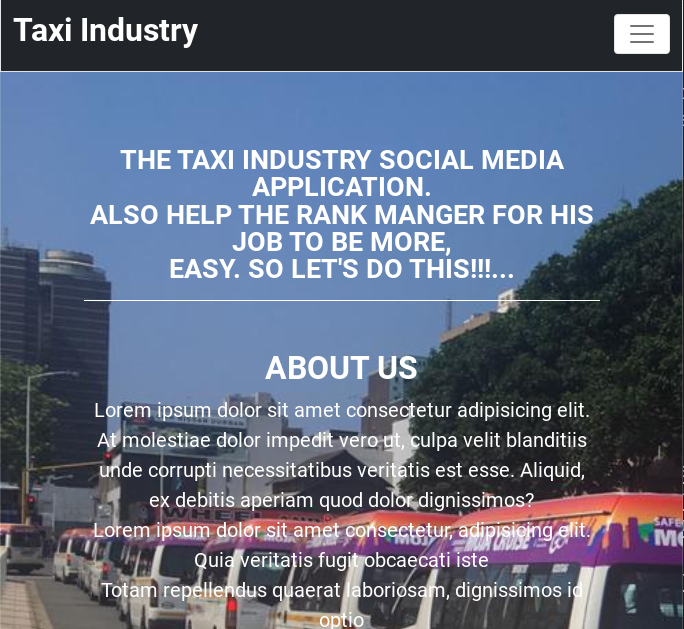 Taxi Industry
THE TAXI INDUSTRY SOCIAL MEDIA
APPLICATION.
ALSO HELP THE RANK MANGER FOR HIS
JOB TO BE MORE,
EASY. SO LET'S DO THIS!!!...
ABOUT US
Lorem ipsum dolor sit amet consectetur adipisicing elit.
At molestiae dolor impedit vero ut, culpa velit blanditiis
unde corrupti necessitatibus veritatis est esse. Aliquid,
ex debitis aperiam quod dolor dignissimos?
Lorem ipsum dolor sit amet consectetur, adipisicing elit.
Quia veritatis fugit obcaecati iste
Totam repellendus quaerat laboriosam, dignissimos id
optio